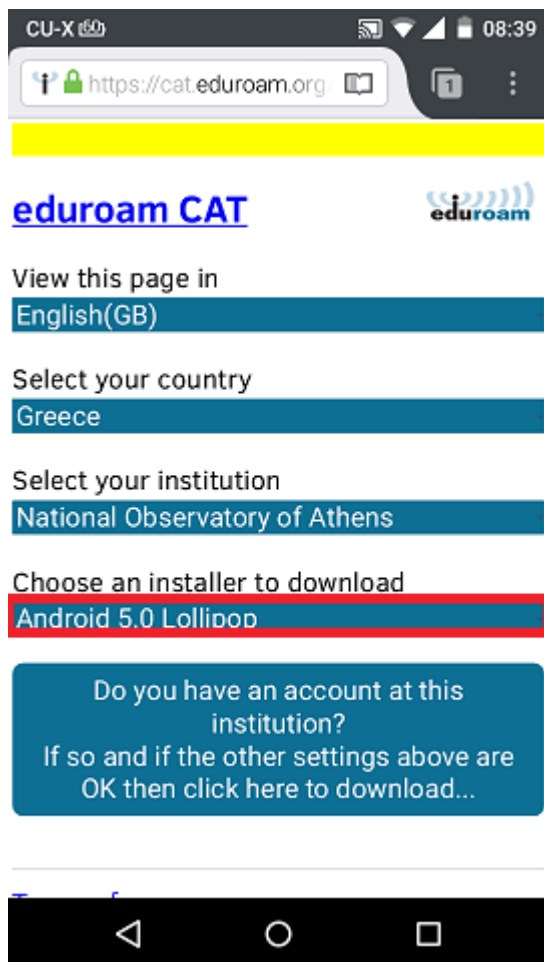 CU-X 08:39
https://cat.eduroam.org 1
eduroam CAT
eduroam
View this page in
English(GB)
Select your country
Greece
Select your institution
National Observatory of Athens
Choose an installer to download
Android 5.0 Lollipop
Do you have an account at this
institution?
If so and if the other settings above are
OK then click here to download...